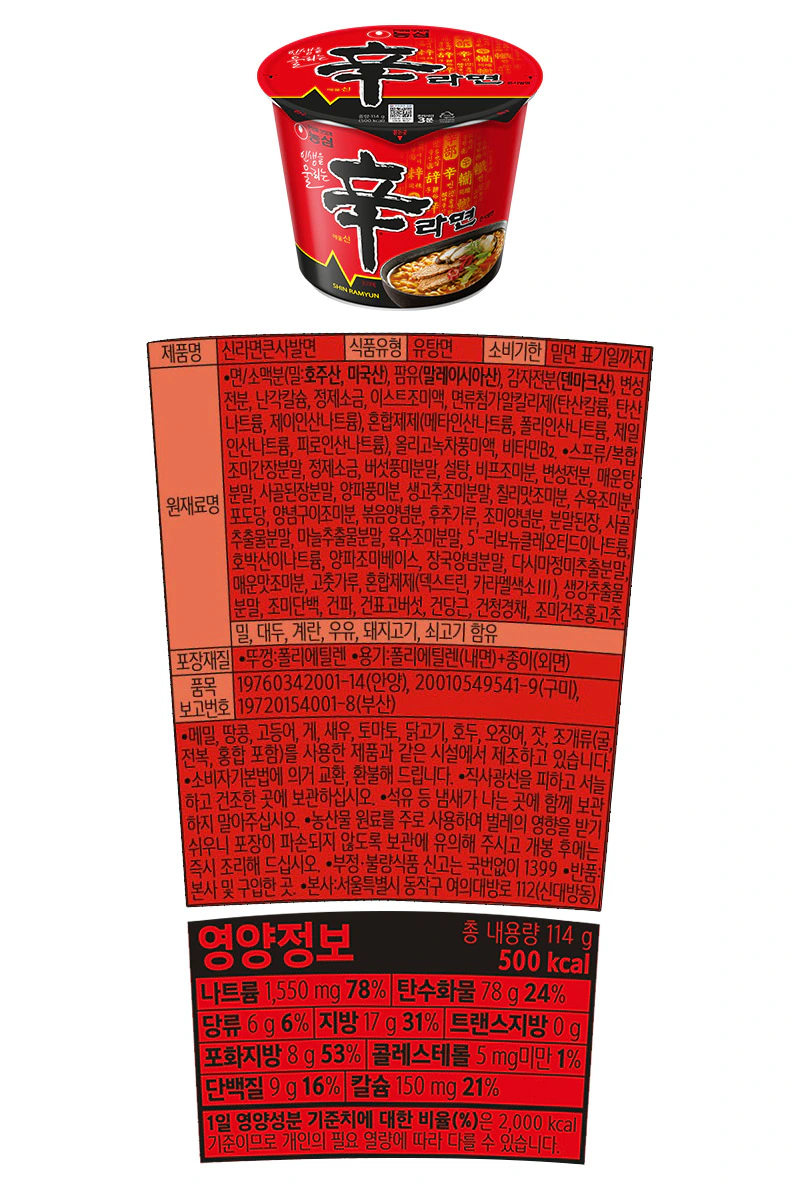 농심
인생을
울리는
辛
라면
매울신
총량 114 g
(500 kcal)
3분
농심
인생을
울리는
辛
라면
매울신
SHIN RAMYUN
제품명 신라면큰사발면 식품유형 유탕면 소비기한 밑면 표기일까지
원재료명
•면/소맥분(밀:호주산, 미국산), 팜유(말레이시아산), 감자전분(덴마크산), 변성
전분, 난각칼슘, 정제소금, 이스트조미액, 면류첨가알칼리제(탄산칼륨, 탄산
나트륨, 제이인산나트륨), 혼합제제(메타인산나트륨, 폴리인산나트륨, 제일
인산나트륨, 피로인산나트륨), 올리고녹차풍미액, 비타민B2. •스프류/복합
조미간장분말, 정제소금, 버섯풍미분말, 설탕, 비프조미분, 변성전분, 매운탕
분말, 사골된장분말, 양파풍미분, 생고추조미분말, 칠리맛조미분, 수육조미분,
포도당, 양념구이조미분, 볶음양념분, 후추가루, 조미양념분, 분말된장, 사골
추출물분말, 마늘추출물분말, 육수조미분말, 5'-리보뉴클레오티드이나트륨,
호박산이나트륨, 양파조미베이스, 장국양념분말, 다시마정미추출분말,
매운맛조미분, 고춧가루, 혼합제제(덱스트린, 카라멜색소III), 생강추출물
분말, 조미단백, 건파, 건표고버섯, 건당근, 건청경채, 조미건조홍고추
밀, 대두, 계란, 우유, 돼지고기, 쇠고기 함유
포장재질 •뚜껑:폴리에틸렌 •용기:폴리에틸렌(내면)+종이(외면)
품목
보고번호
19760342001-14(안양), 20010549541-9(구미),
19720154001-8(부산)
•메밀, 땅콩, 고등어, 게, 새우, 토마토, 닭고기, 호두, 오징어, 잣, 조개류(굴,
전복, 홍합 포함)를 사용한 제품과 같은 시설에서 제조하고 있습니다.
•소비자기본법에 의거 교환, 환불해 드립니다. •직사광선을 피하고 서늘
하고 건조한 곳에 보관하십시오. •석유 등 냄새가 나는 곳에 함께 보관
하지 말아주십시오. •농산물 원료를 주로 사용하여 벌레의 영향을 받기
쉬우니 포장이 파손되지 않도록 보관에 유의해 주시고 개봉 후에는
즉시 조리해 드십시오. •부정·불량식품 신고는 국번없이 1399 •반품:
본사 및 구입한 곳. •본사:서울특별시 동작구 여의대방로 112(신대방동)
영양정보 총 내용량 114 g
500 kcal
나트륨 1,550 mg 78% 탄수화물 78 g 24%
당류 6 g 6% 지방 17 g 31% 트랜스지방 0 g
포화지방 8 g 53% 콜레스테롤 5 mg미만 1%
단백질 9 g 16% 칼슘 150 mg 21%
1일 영양성분 기준치에 대한 비율(%)은 2,000 kcal
기준이므로 개인의 필요 열량에 따라 다를 수 있습니다.